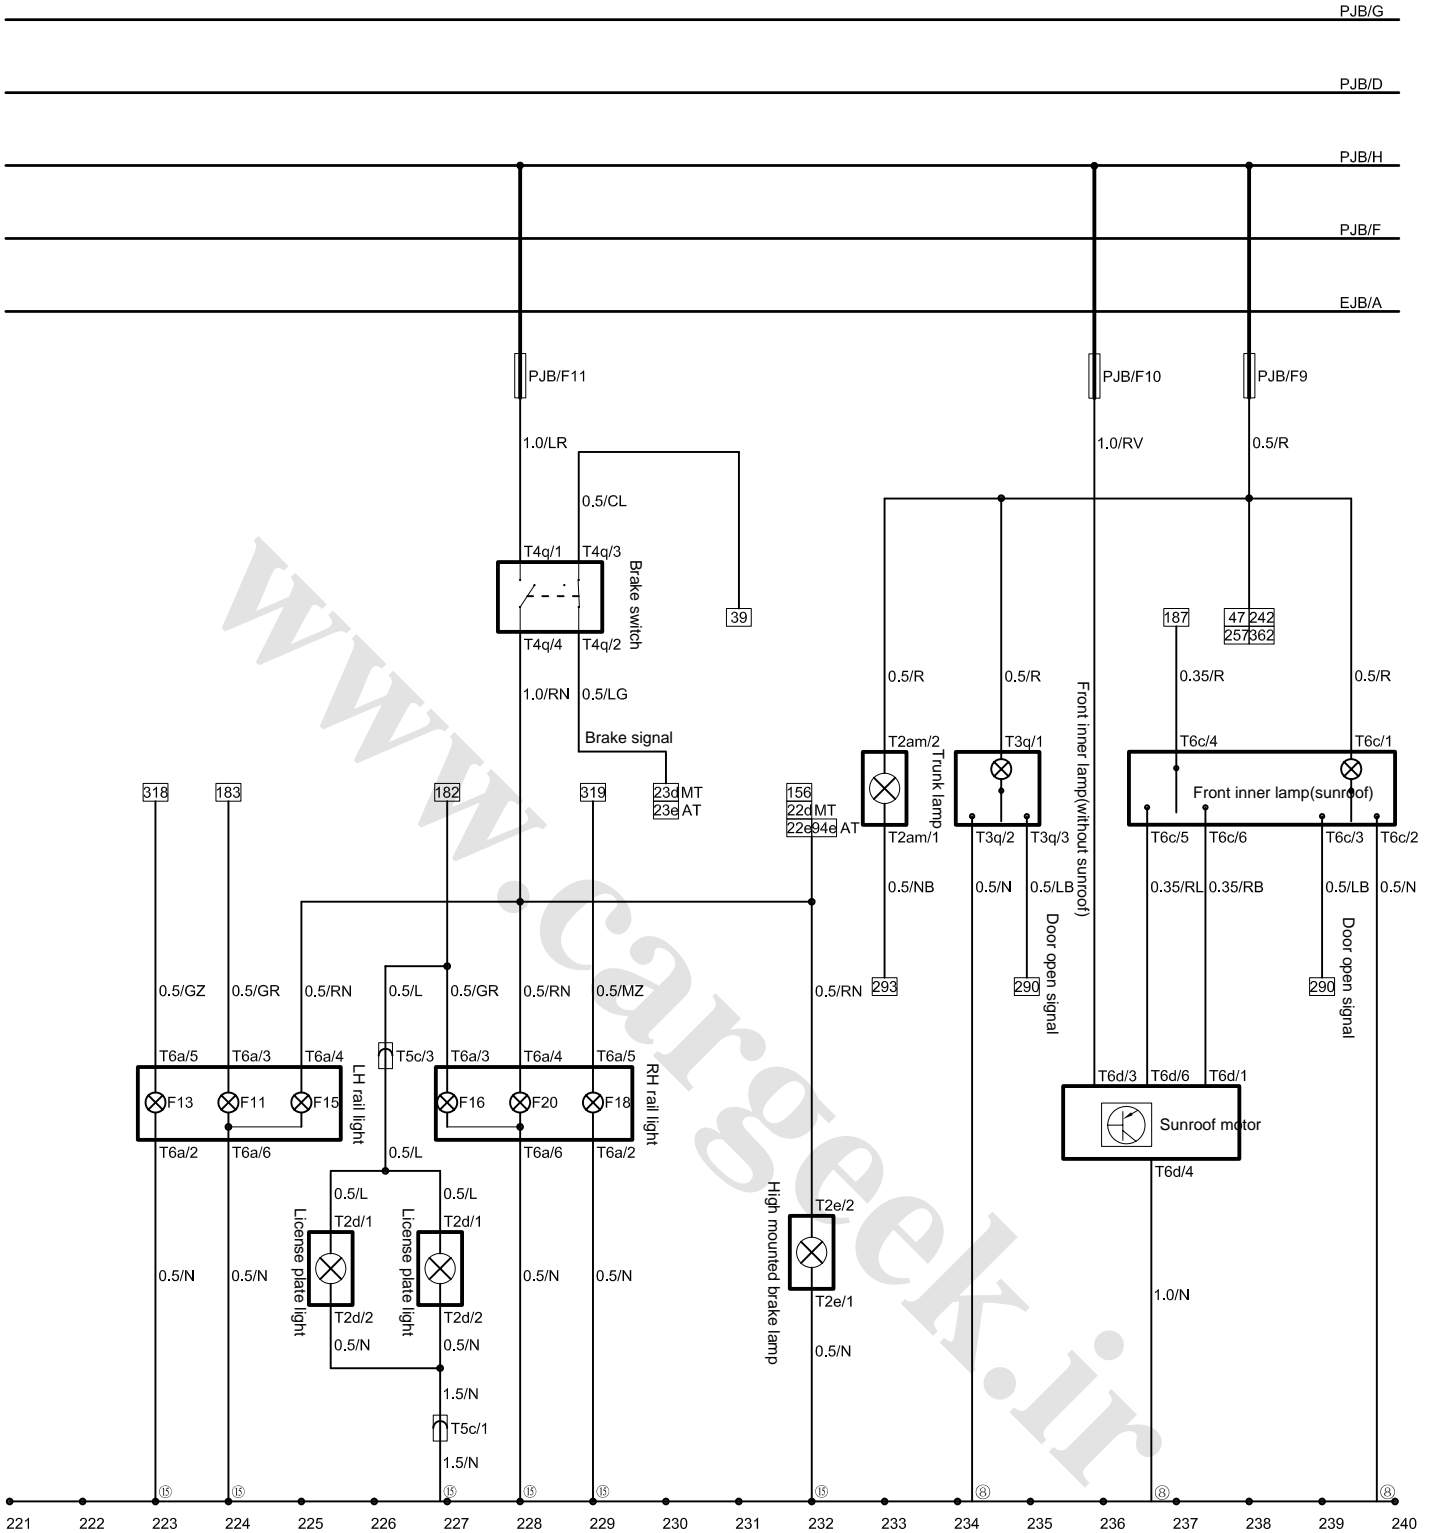 PJB/G
PJB/D
PJB/H
PJB/F
EJB/A
PJB/F11
PJB/F10
PJB/F9
1.0/LR
1.0/RV
0.5/R
0.5/CL
T4q/1
T4q/3
Brake switch
39
187
47 242
257 362
T4q/4
T4q/2
0.5/R
0.5/R
0.35/R
0.5/R
1.0/RN
0.5/LG
Brake signal
Front inner lamp(without sunroof)
T2am/2
Trunk lamp
T3q/1
T6c/4
T6c/1
318
183
182
319
23d MT
23e AT
156
22d MT
22e 94e AT
Front inner lamp(sunroof)
T2am/1
T3q/2
T3q/3
T6c/5
T6c/6
T6c/3
T6c/2
0.5/NB
0.5/N
0.5/LB
0.35/RL
0.35/RB
0.5/LB
0.5/N
Door open signal
Door open signal
0.5/GZ
0.5/GR
0.5/RN
0.5/L
0.5/GR
0.5/RN
0.5/MZ
0.5/RN
293
290
290
T6a/5
T6a/3
T6a/4
T5c/3
T6a/3
T6a/4
T6a/5
LH rail light
RH rail light
T6d/3
T6d/6
T6d/1
F13
F11
F15
F16
F20
F18
Sunroof motor
T6a/2
T6a/6
0.5/L
T6a/6
T6a/2
T6d/4
0.5/L
0.5/L
T2d/1
T2d/1
License plate light
License plate light
High mounted brake lamp
T2e/2
0.5/N
0.5/N
0.5/N
0.5/N
1.0/N
T2d/2
T2d/2
T2e/1
0.5/N
0.5/N
0.5/N
1.5/N
T5c/1
1.5/N
⑮
⑮
⑮
⑮
⑮
⑮
⑧
⑧
⑧
221 222 223 224 225 226 227 228 229 230 231 232 233 234 235 236 237 238 239 240
www.cargeek.ir